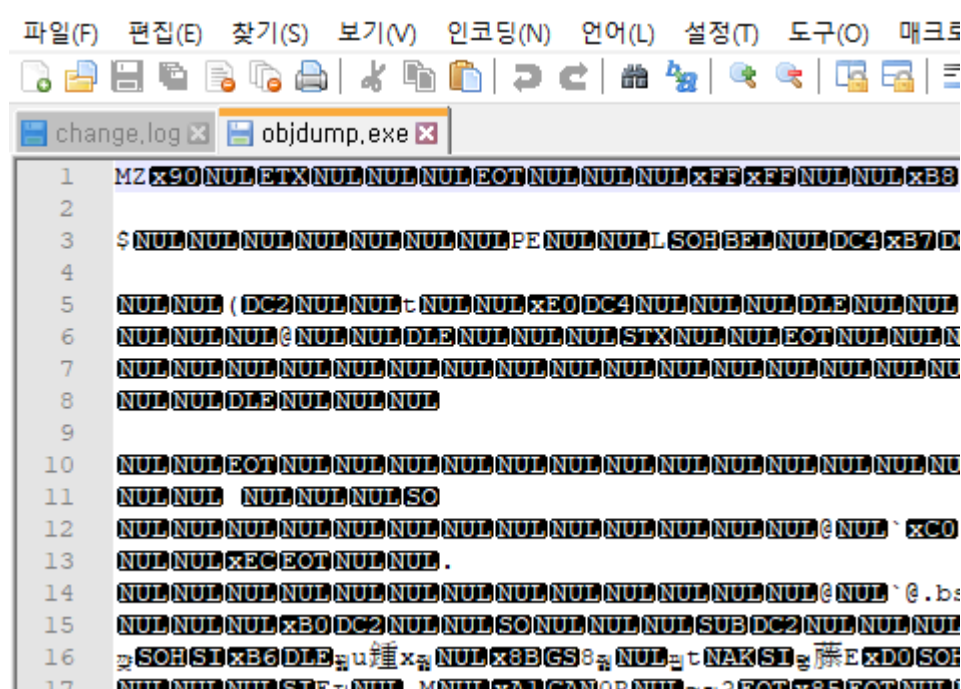 파일(F) 편집(E) 찾기(S) 보기(V) 인코딩(N) 언어(L) 설정(T) 도구(O) 매크로
change.log objdump.exe
1 MZ x90 NUL ETX NUL NUL NUL EOT NUL NUL NUL xFF xFF NUL NUL xB8
2
3 $ NUL NUL NUL NUL NUL NUL NUL PE NUL NUL L SOH BEL NUL DC4 xB7
4
5 NUL NUL ( DC2 NUL NUL t NUL NUL xE0 DC4 NUL NUL NUL DLE NUL NUL
6 NUL NUL NUL @ NUL NUL DLE NUL NUL NUL STX NUL NUL EOT NUL NUL
7 NUL NUL NUL NUL NUL NUL NUL NUL NUL NUL NUL NUL NUL NUL NUL
8 NUL NUL DLE NUL NUL NUL
9
10 NUL NUL EOT NUL NUL NUL NUL NUL NUL NUL NUL NUL NUL NUL NUL
11 NUL NUL NUL NUL NUL SO
12 NUL NUL NUL NUL NUL NUL NUL NUL NUL NUL NUL NUL NUL @ NUL ` xC0
13 NUL NUL xEC EOT NUL NUL .
14 NUL NUL NUL NUL NUL NUL NUL NUL NUL NUL NUL NUL NUL @ NUL ` @ .bs
15 NUL NUL NUL xB0 DC2 NUL NUL SO NUL NUL NUL SUB DC2 NUL NUL NUL
16 SOH SI xB6 DLE u x NUL x8B GS 8 NUL t NAK SI 藤 E xD0 SOH
17